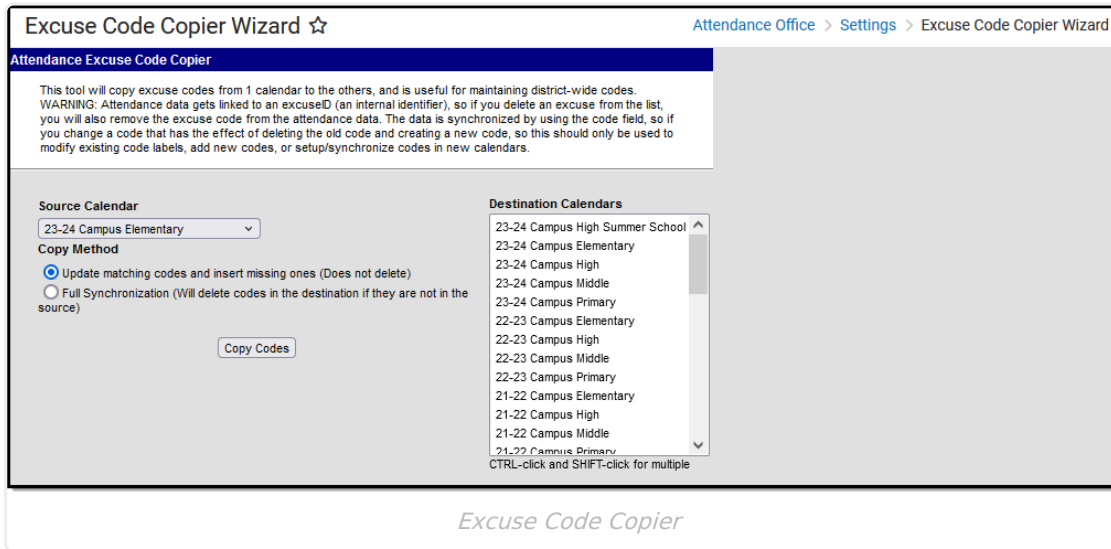 Excuse Code Copier Wizard ☆
Attendance Office > Settings > Excuse Code Copier Wizard
Attendance Excuse Code Copier
This tool will copy excuse codes from 1 calendar to the others, and is useful for maintaining district-wide codes.
WARNING: Attendance data gets linked to an excuseID (an internal identifier), so if you delete an excuse from the list,
you will also remove the excuse code from the attendance data. The data is synchronized by using the code field, so if
you change a code that has the effect of deleting the old code and creating a new code, so this should only be used to
modify existing code labels, add new codes, or setup/synchronize codes in new calendars.
Source Calendar
23-24 Campus Elementary
Copy Method
Update matching codes and insert missing ones (Does not delete)
Full Synchronization (Will delete codes in the destination if they are not in the
source)
Copy Codes
Destination Calendars
23-24 Campus High Summer School
23-24 Campus Elementary
23-24 Campus High
23-24 Campus Middle
23-24 Campus Primary
22-23 Campus Elementary
22-23 Campus High
22-23 Campus Middle
22-23 Campus Primary
21-22 Campus Elementary
21-22 Campus High
21-22 Campus Middle
21-22 Campus Primary
CTRL-click and SHIFT-click for multiple
Excuse Code Copier